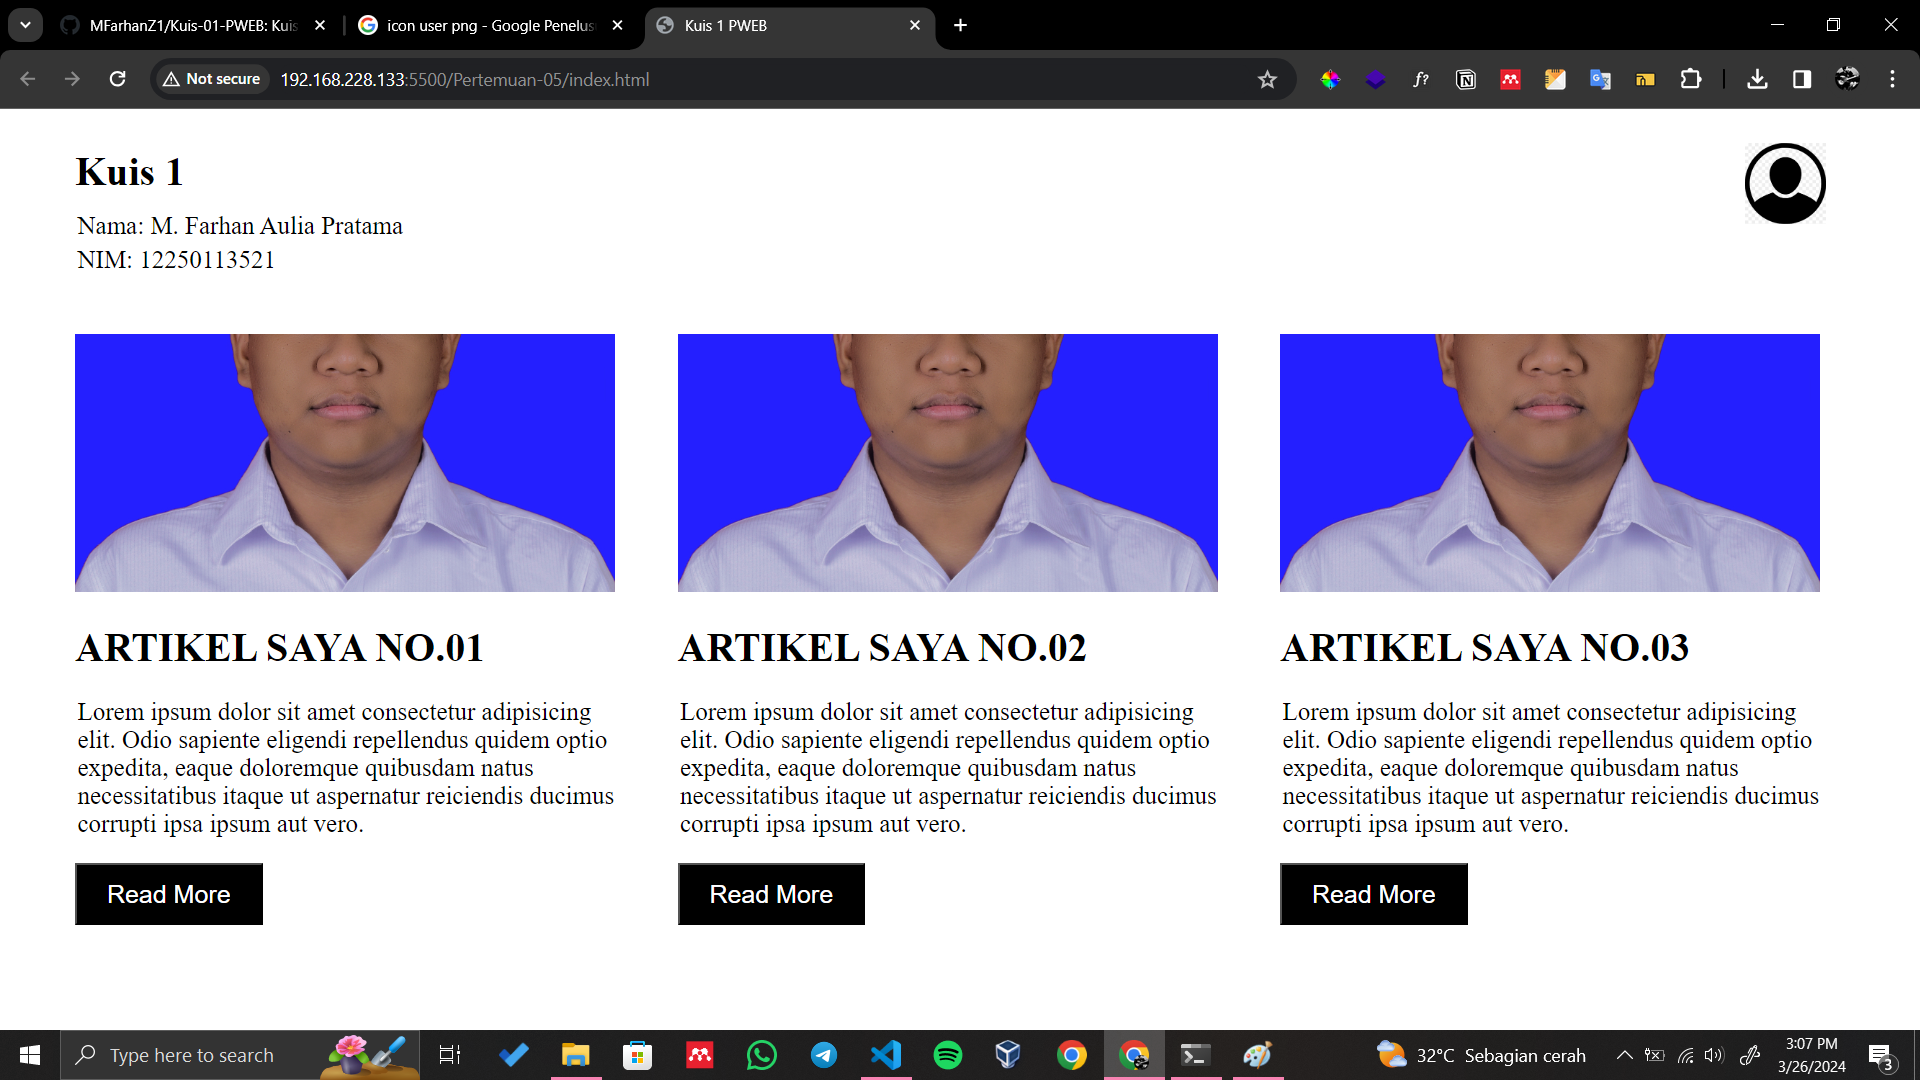 MFarhanZ1/Kuis-01-PWEB: Kuis
icon user png - Google Penelus
Kuis 1 PWEB
Not secure
192.168.228.133:5500/Pertemuan-05/index.html
f?
Kuis 1
Nama: M. Farhan Aulia Pratama
NIM: 12250113521
ARTIKEL SAYA NO.01
Lorem ipsum dolor sit amet consectetur adipisicing
elit. Odio sapiente eligendi repellendus quidem optio
expedita, eaque doloremque quibusdam natus
necessitatibus itaque ut aspernatur reiciendis ducimus
corrupti ipsa ipsum aut vero.
Read More
ARTIKEL SAYA NO.02
Lorem ipsum dolor sit amet consectetur adipisicing
elit. Odio sapiente eligendi repellendus quidem optio
expedita, eaque doloremque quibusdam natus
necessitatibus itaque ut aspernatur reiciendis ducimus
corrupti ipsa ipsum aut vero.
Read More
ARTIKEL SAYA NO.03
Lorem ipsum dolor sit amet consectetur adipisicing
elit. Odio sapiente eligendi repellendus quidem optio
expedita, eaque doloremque quibusdam natus
necessitatibus itaque ut aspernatur reiciendis ducimus
corrupti ipsa ipsum aut vero.
Read More
Type here to search
32°C Sebagian cerah
3:07 PM
3/26/2024
3